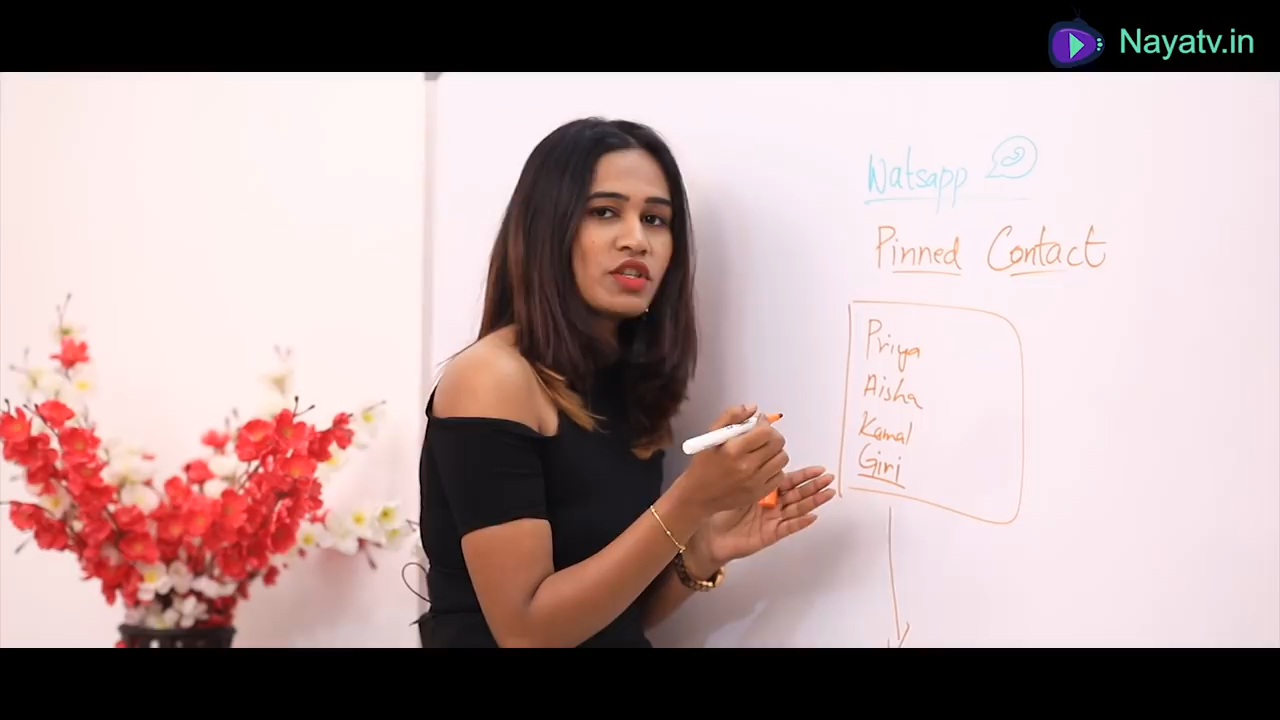 Nayatv.in
Watsapp
Pinned Contact
Priya
Aisha
Kamal
Giri